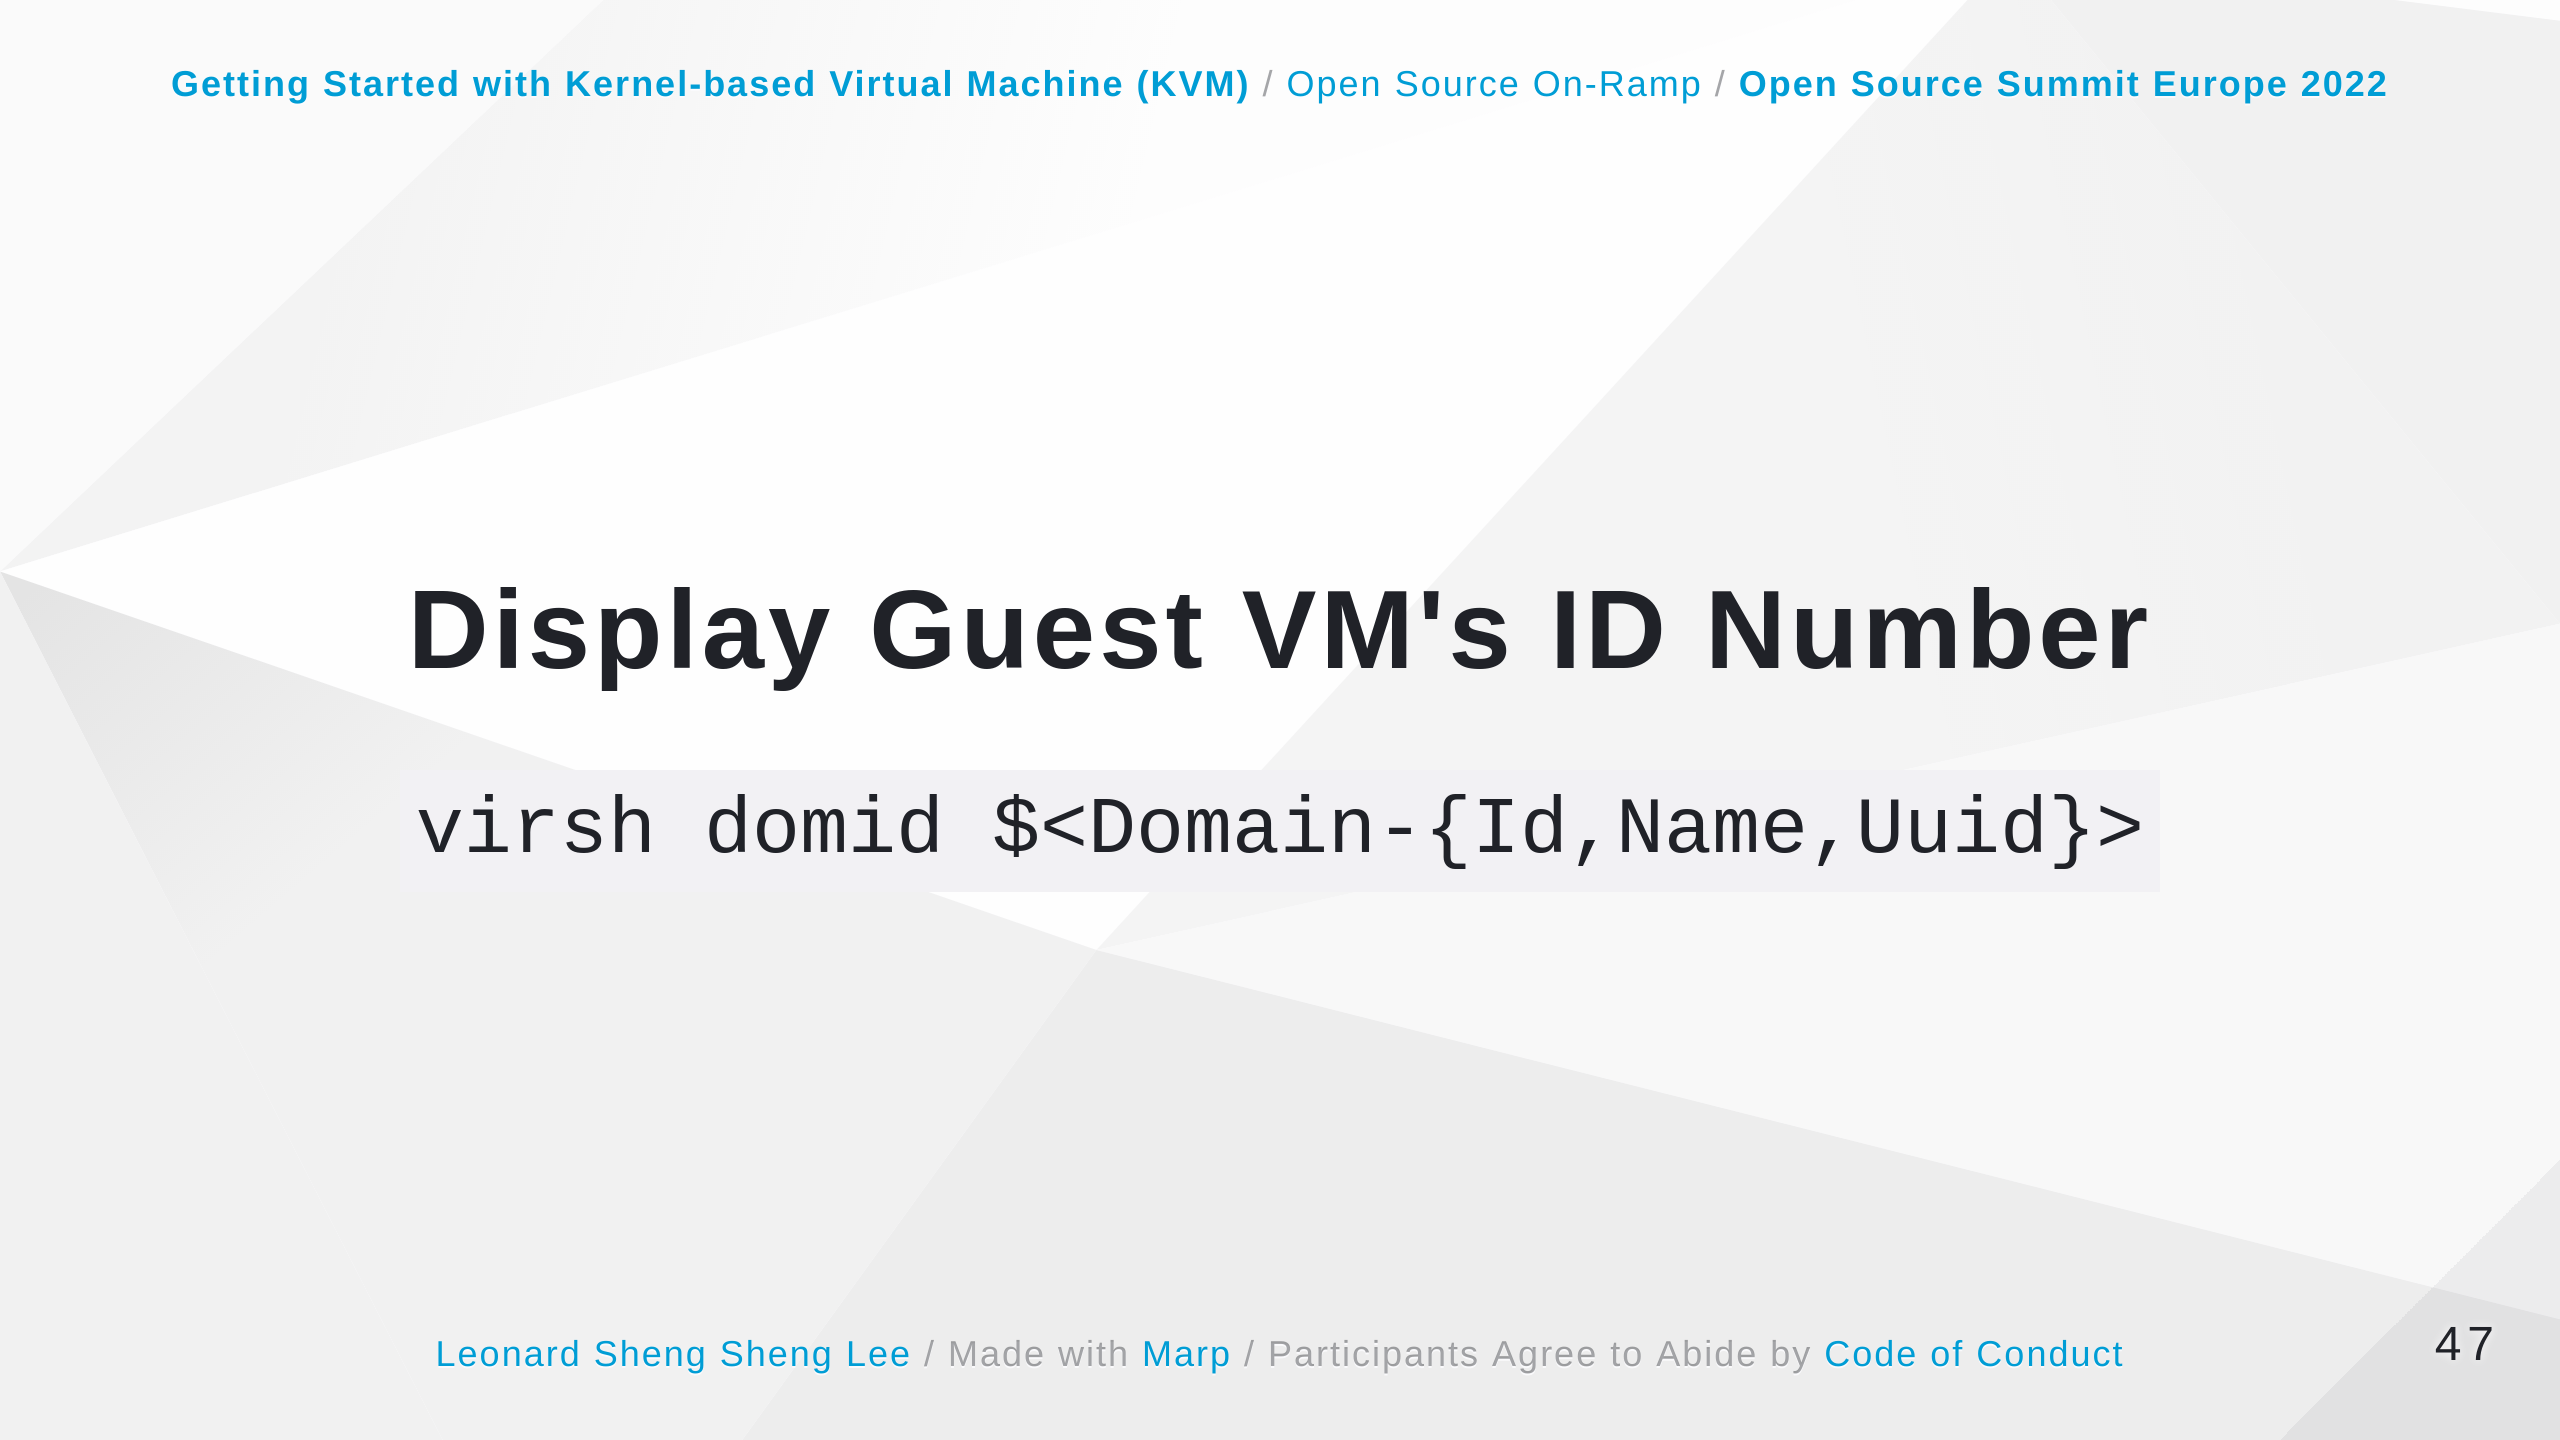 Getting Started with Kernel-based Virtual Machine (KVM) / Open Source On-Ramp / Open Source Summit Europe 2022
Display Guest VM's ID Number
virsh domid $<Domain-{Id,Name,Uuid}>
Leonard Sheng Sheng Lee / Made with Marp / Participants Agree to Abide by Code of Conduct
47